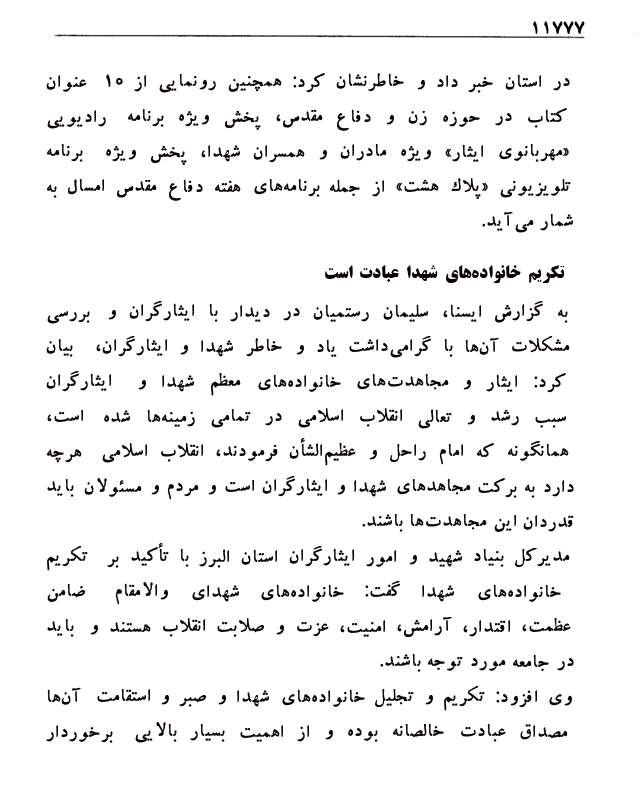 ۱۱۷۷۷
در استان خبر داد و خاطرنشان کرد: همچنین رونمایی از ۱۵ عنوان
کتاب در حوزه زن و دفاع مقدس، پخش ویژه برنامه رادیویی
«مهربانوی ایثار» ویژه مادران و همسران شهدا، پخش ویژه برنامه
تلویزیونی «پلاك هشت» از جمله برنامه‌های هفته دفاع مقدس امسال به
شمار می‌آید.
تکریم خانواده‌های شهدا عبادت است
به گزارش ایسنا، سلیمان رستمیان در دیدار با ایثارگران و بررسی
مشکلات آن‌ها با گرامی‌داشت یاد و خاطر شهدا و ایثارگران، بیان
کرد: ایثار و مجاهدت‌های خانواده‌های معظم شهدا و ایثارگران
سبب رشد و تعالی انقلاب اسلامی در تمامی زمینه‌ها شده است،
همانگونه که امام راحل و عظیم‌الشأن فرمودند، انقلاب اسلامی هرچه
دارد به برکت مجاهدهای شهدا و ایثارگران است و مردم و مسئولان باید
قدردان این مجاهدت‌ها باشند.
مدیرکل بنیاد شهید و امور ایثارگران استان البرز با تأکید بر تکریم
خانواده‌های شهدا گفت: خانواده‌های شهدای والامقام ضامن
عظمت، اقتدار، آرامش، امنیت، عزت و صلابت انقلاب هستند و باید
در جامعه مورد توجه باشند.
وی افزود: تکریم و تجلیل خانواده‌های شهدا و صبر و استقامت آن‌ها
مصداق عبادت خالصانه بوده و از اهمیت بسیار بالایی برخوردار